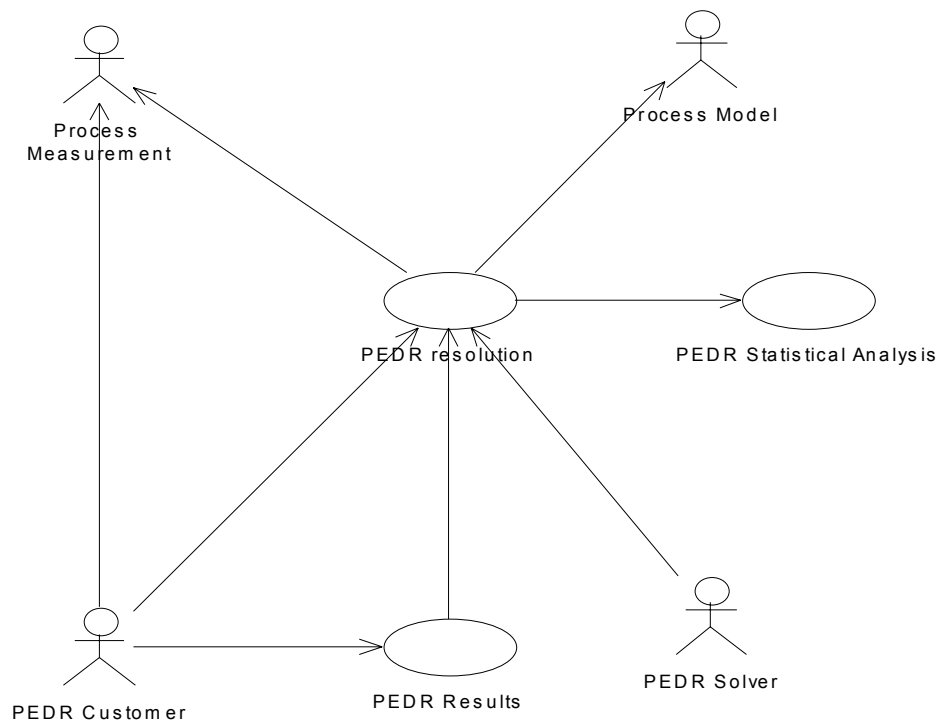 Process Model
Process
Measurement
PEDR resolution
PEDR Statistical Analysis
PEDR Solver
PEDR Results
PEDR Customer